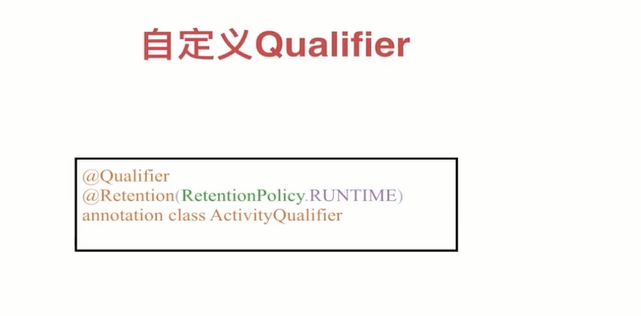 自定义Qualifier
@Qualifier
@Retention(RetentionPolicy.RUNTIME)
annotation class ActivityQualifier